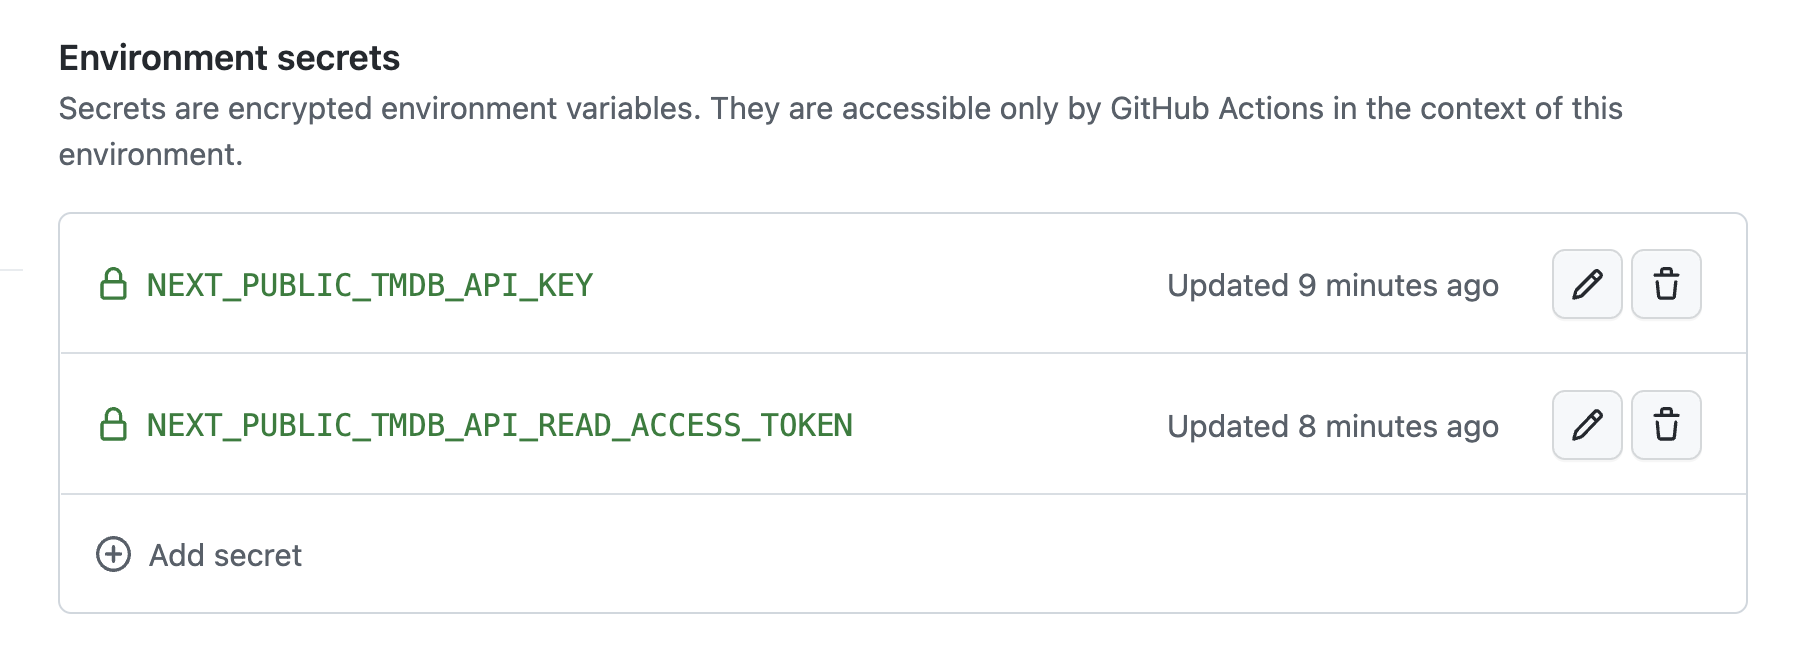 Environment secrets
Secrets are encrypted environment variables. They are accessible only by GitHub Actions in the context of this
environment.
NEXT_PUBLIC_TMDB_API_KEY Updated 9 minutes ago
NEXT_PUBLIC_TMDB_API_READ_ACCESS_TOKEN Updated 8 minutes ago
Add secret